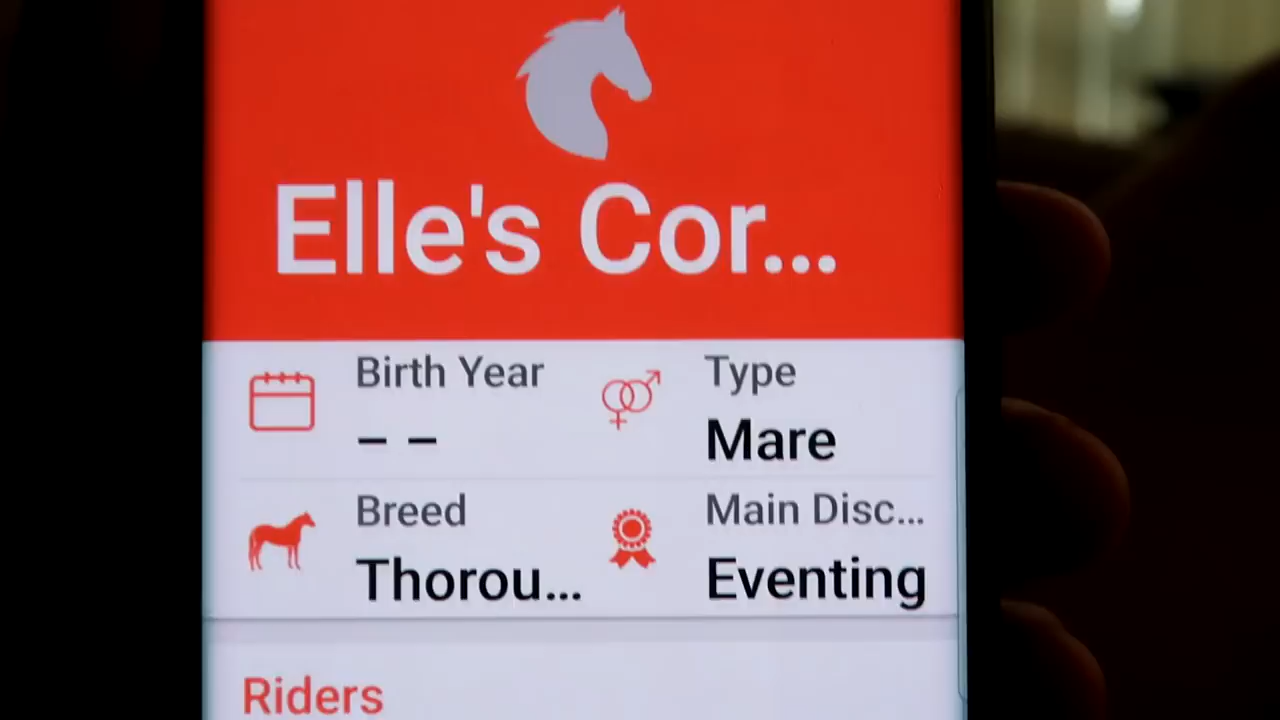 Elle's Cor...
Birth Year
– –
Type
Mare
Breed
Thorou...
Main Disc...
Eventing
Riders